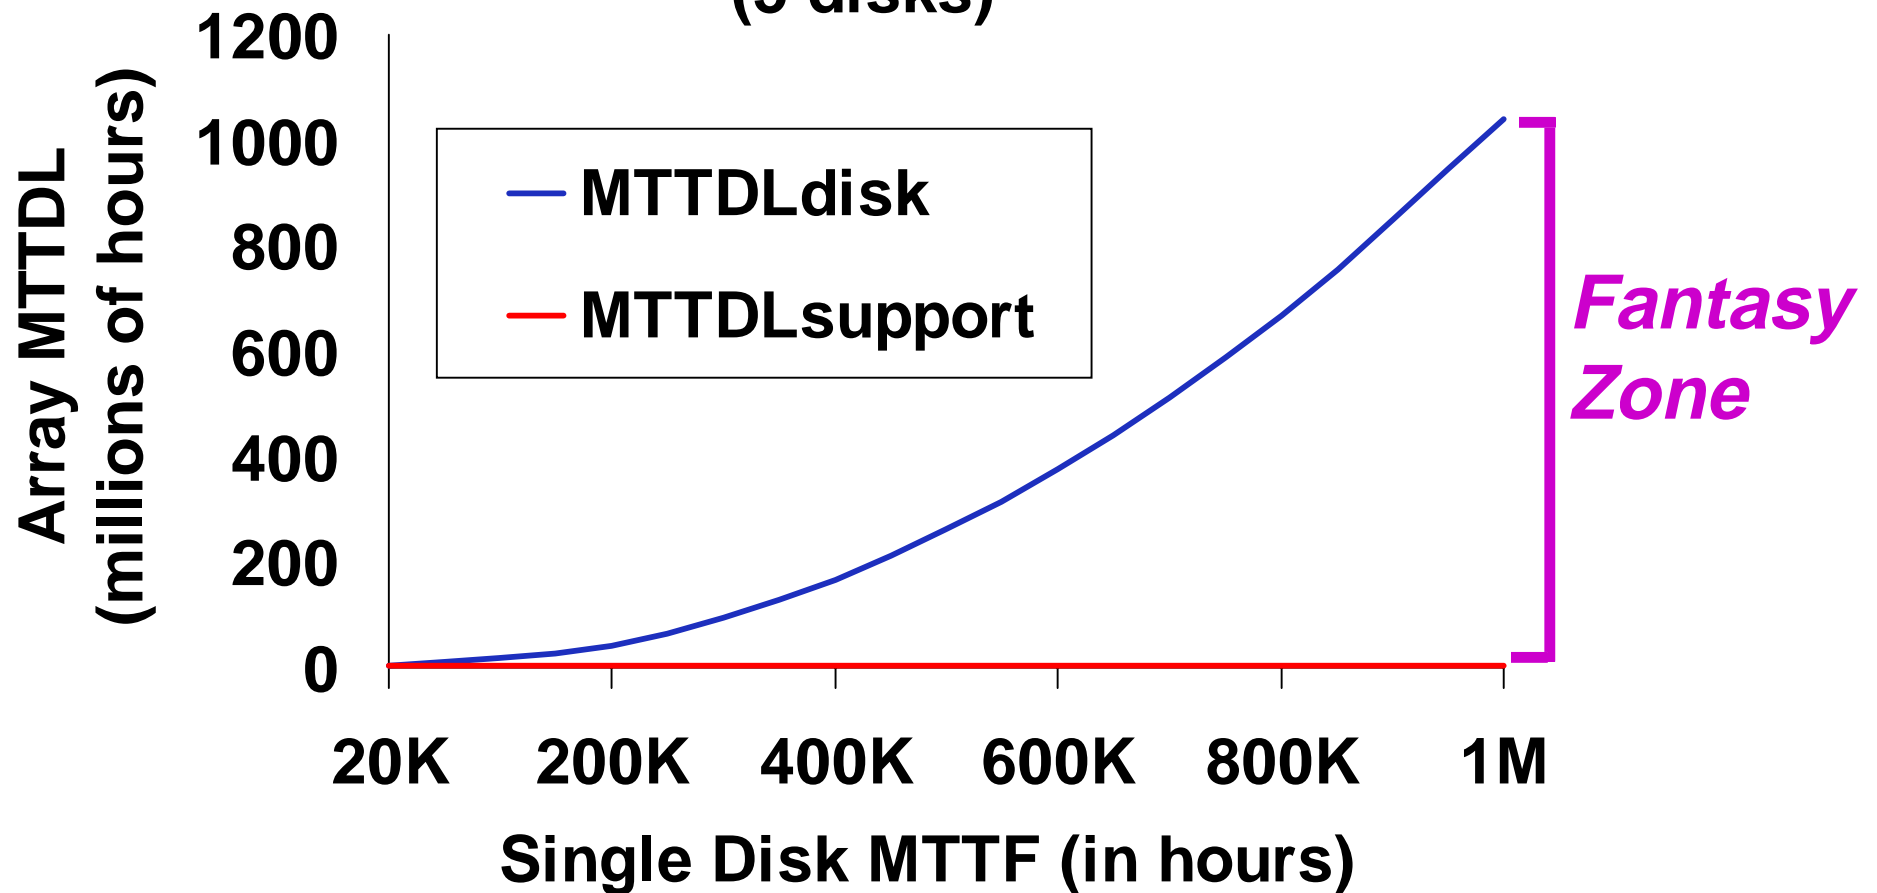 disks)
1200
1000
800
600
400
200
0
Array MTTDL
(millions of hours)
MTTDLdisk
MTTDLsupport
Fantasy
Zone
20K 200K 400K 600K 800K 1M
Single Disk MTTF (in hours)